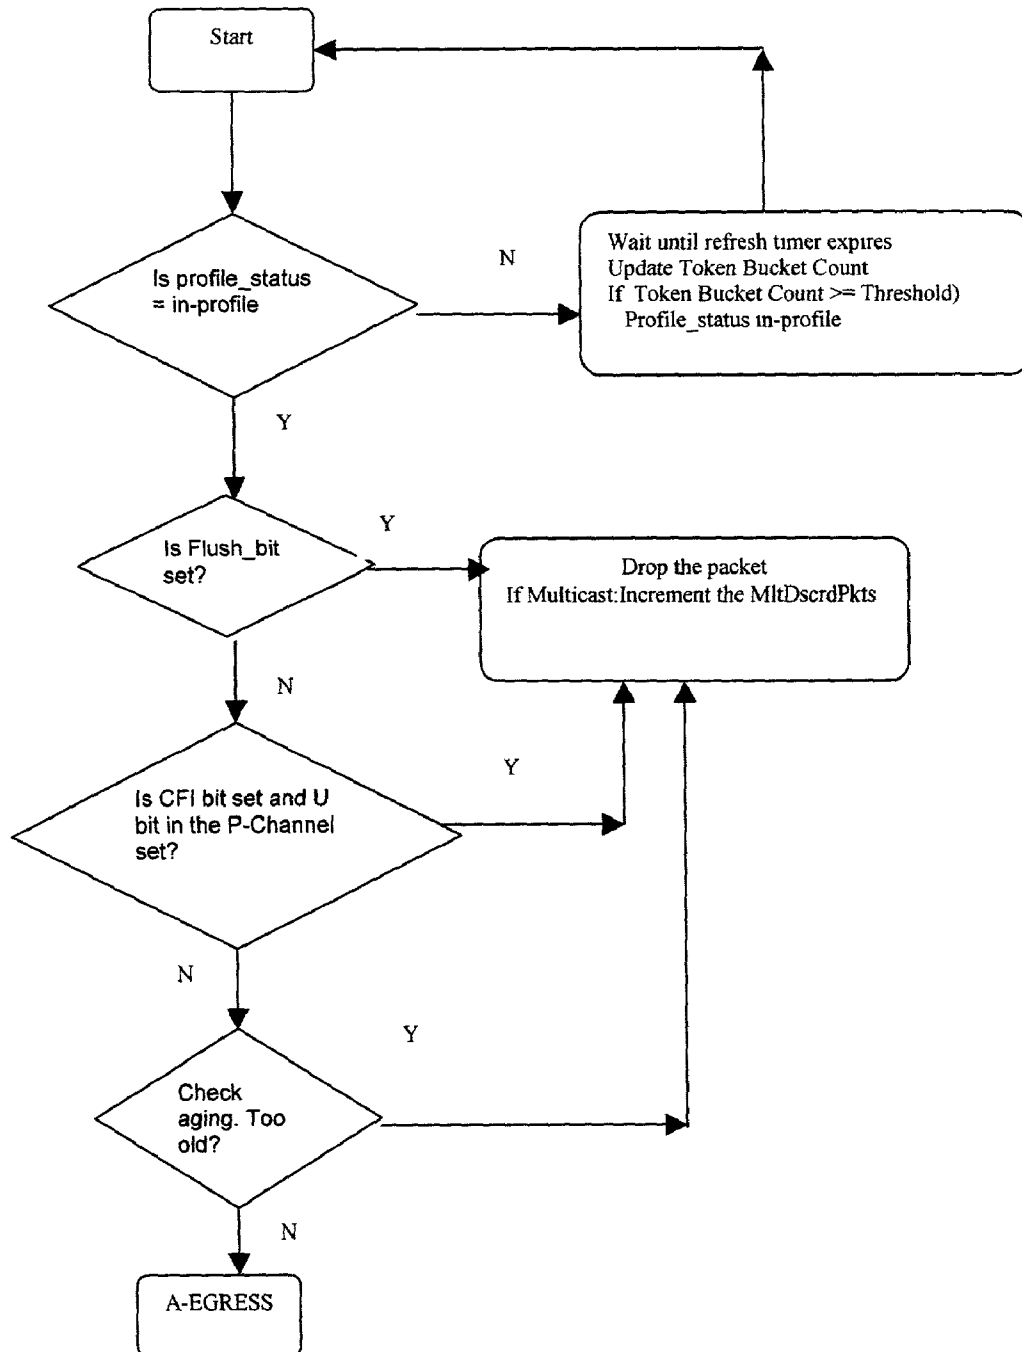 Start
Is profile_status
= in-profile
N
Wait until refresh timer expires
Update Token Bucket Count
If Token Bucket Count >= Threshold)
Profile_status in-profile
Y
Is Flush_bit
set?
Y
Drop the packet
If Multicast:Increment the MltDscrdPkts
N
Is CFI bit set and U
bit in the P-Channel
set?
Y
N
Check
aging. Too
old?
Y
N
A-EGRESS